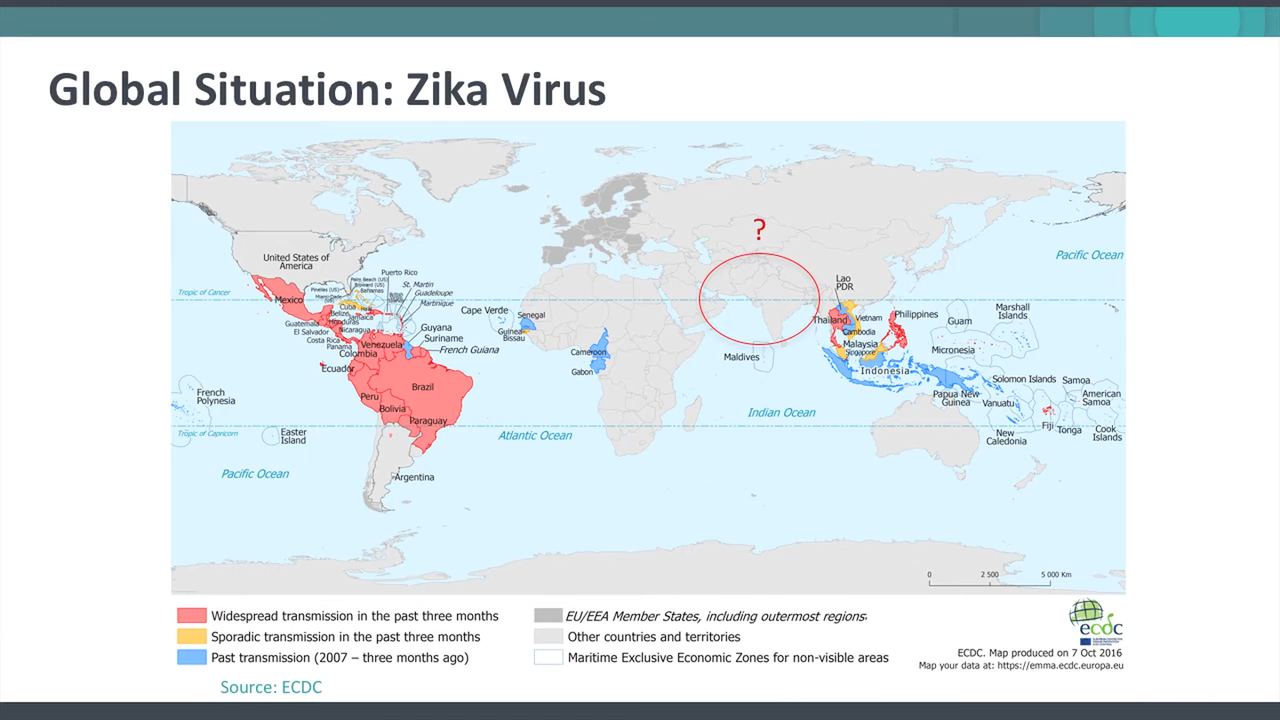 Global Situation: Zika Virus
?
Pacific Ocean
United States of
America
Puerto Rico
St. Martin
Guadeloupe
Martinique
Palm Beach (US)
Broward (US)
Bahamas
Pinellas (US)
Tropic of Cancer
Mexico
Cuba
Belize
Jamaica
Honduras
Guatemala
El Salvador
Nicaragua
Costa Rica
Panama
Venezuela
Colombia
Guyana
Suriname
French Guiana
Ecuador
Brazil
Peru
Bolivia
Paraguay
Cape Verde
Senegal
Guinea-
Bissau
Cameroon
Gabon
Maldives
Lao
PDR
Thailand
Vietnam
Cambodia
Philippines
Malaysia
Singapore
Indonesia
Guam
Marshall
Islands
Micronesia
Papua New
Guinea
Solomon Islands
Samoa
American
Samoa
Vanuatu
Fiji
Tonga
Cook
Islands
New
Caledonia
French
Polynesia
Tropic of Capricorn
Easter
Island
Indian Ocean
Atlantic Ocean
Pacific Ocean
Argentina
0 2 500 5 000 Km
Widespread transmission in the past three months
Sporadic transmission in the past three months
Past transmission (2007 – three months ago)
EU/EEA Member States, including outermost regions
Other countries and territories
Maritime Exclusive Economic Zones for non-visible areas
ecdc
ECDC. Map produced on 7 Oct 2016
Map your data at: https://emma.ecdc.europa.eu
Source: ECDC